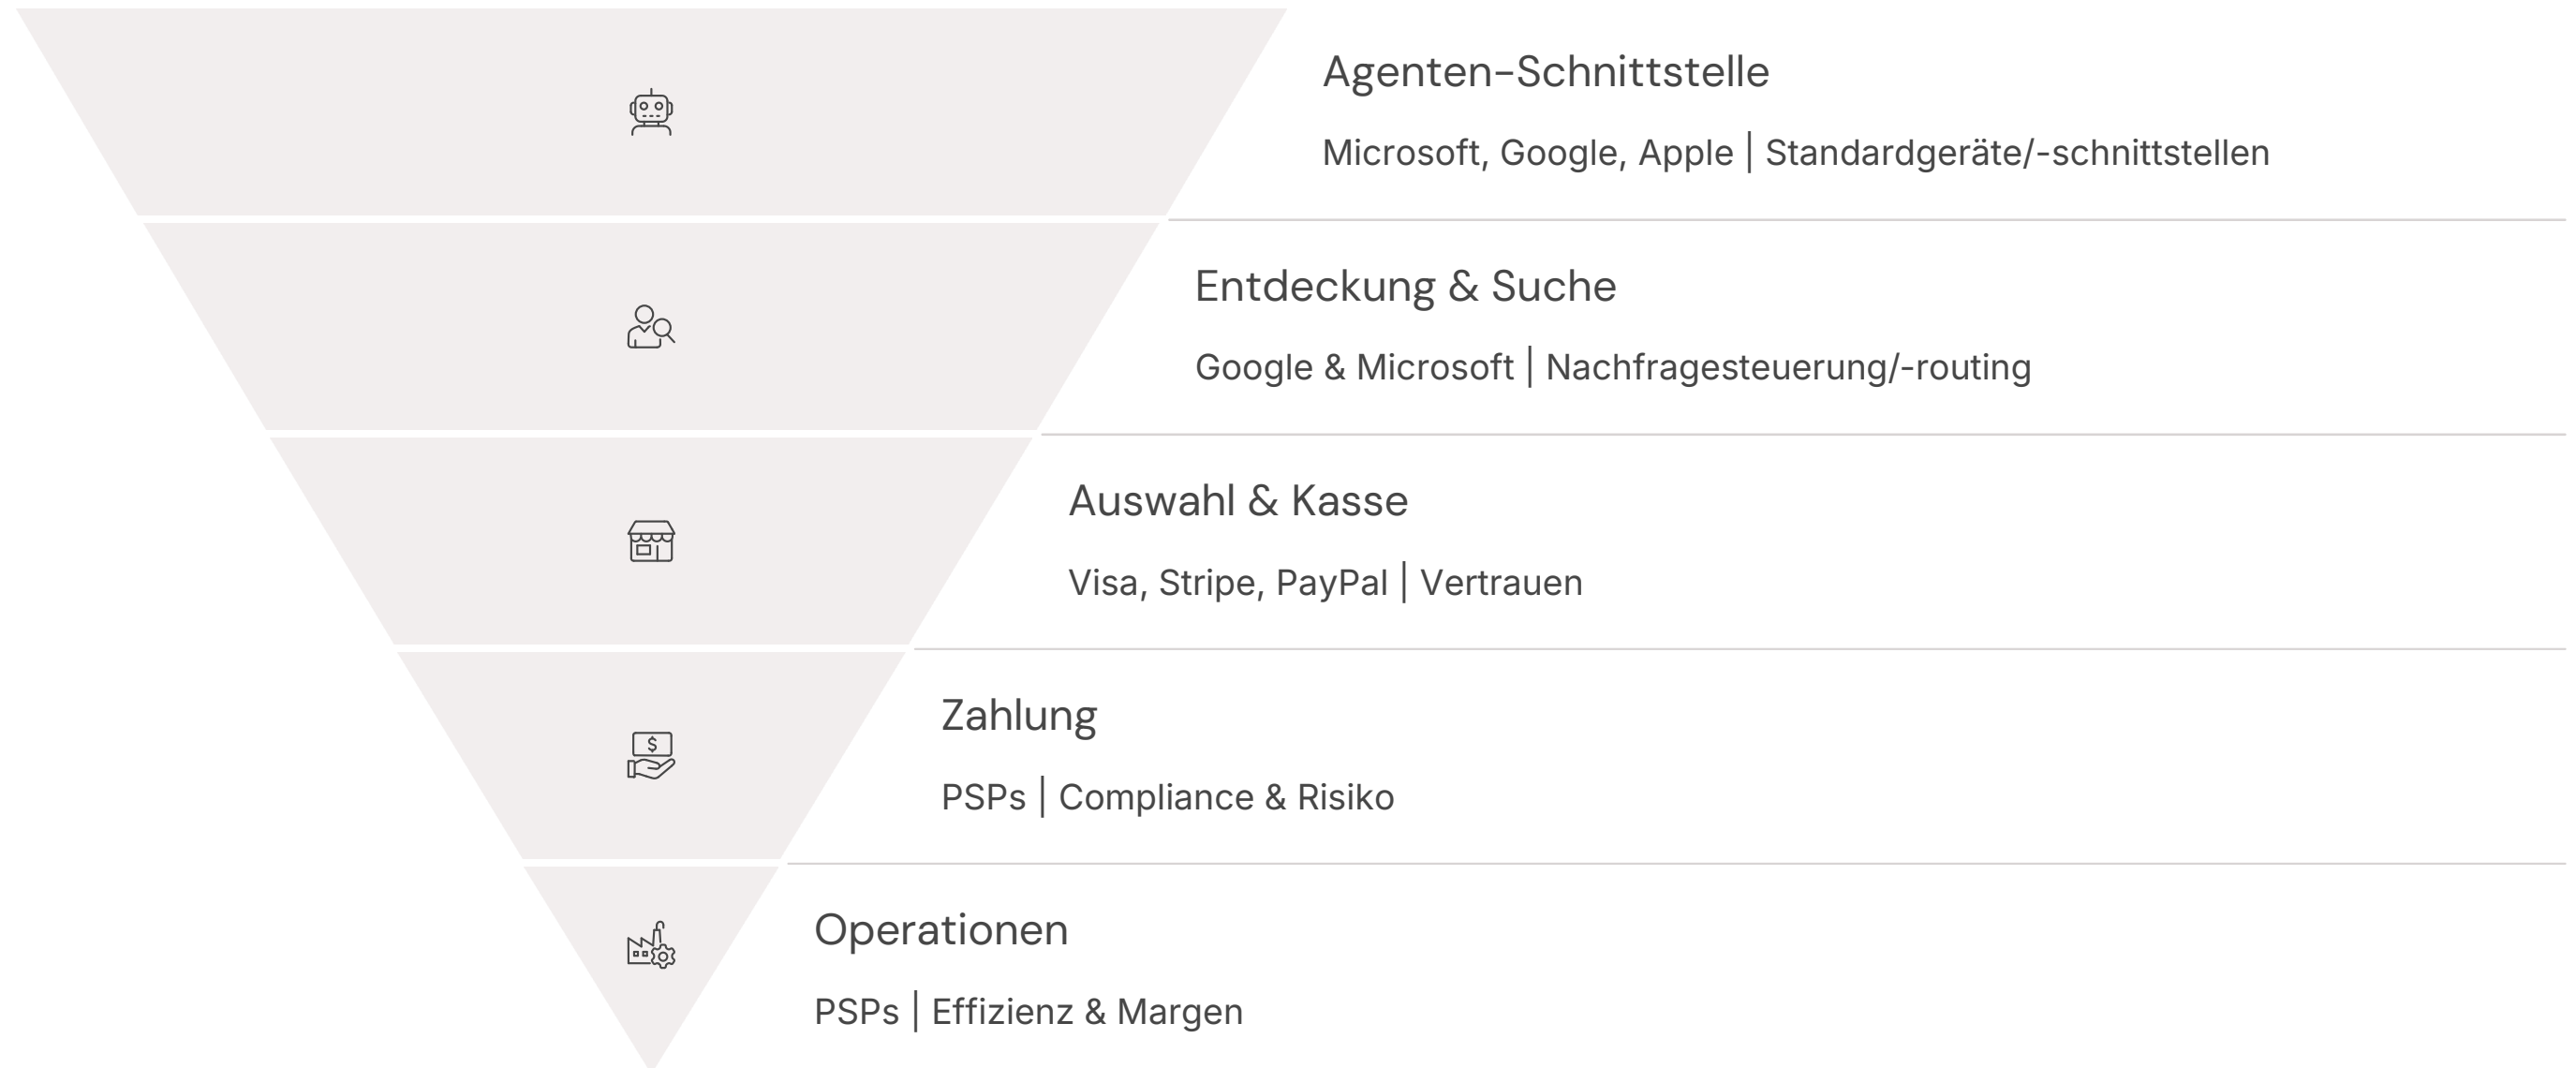 Agenten-Schnittstelle
Microsoft, Google, Apple | Standardgeräte/-schnittstellen
Entdeckung & Suche
Google & Microsoft | Nachfragesteuerung/-routing
Auswahl & Kasse
Visa, Stripe, PayPal | Vertrauen
$
Zahlung
PSPs | Compliance & Risiko
Operationen
PSPs | Effizienz & Margen